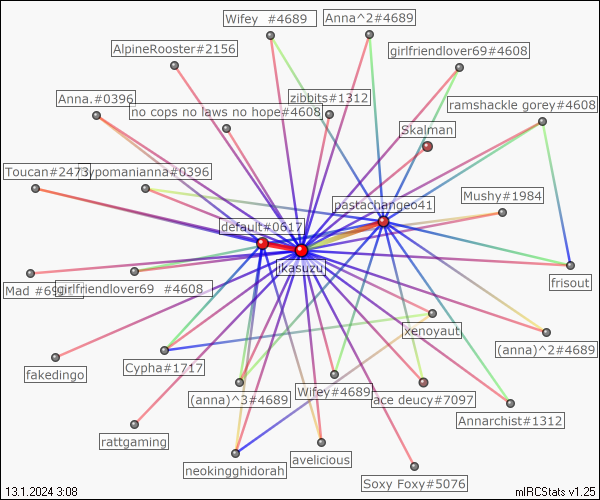 Wifey  #4689
Anna^2#4689
AlpineRooster#2156
girlfriendlover69#4608
Anna.#0396
zibbits#1312
no cops no laws no hope#4608
ramshackle gorey#4608
Skalman
Toucan#247
ypomanianna#0396
Mushy#1984
pastachangeo41
default#0617
jkasuzu
Mad #69
girlfriendlover69  #4608
frisout
xenoyaut
(anna)^2#4689
fakedingo
Cypha#1717
(anna)^3#4689
Wifey#4689
ace deucy#7097
Annarchist#1312
rattgaming
neokingghidorah
avelicious
Soxy Foxy#5076
13.1.2024 3:08
mIRCStats v1.25